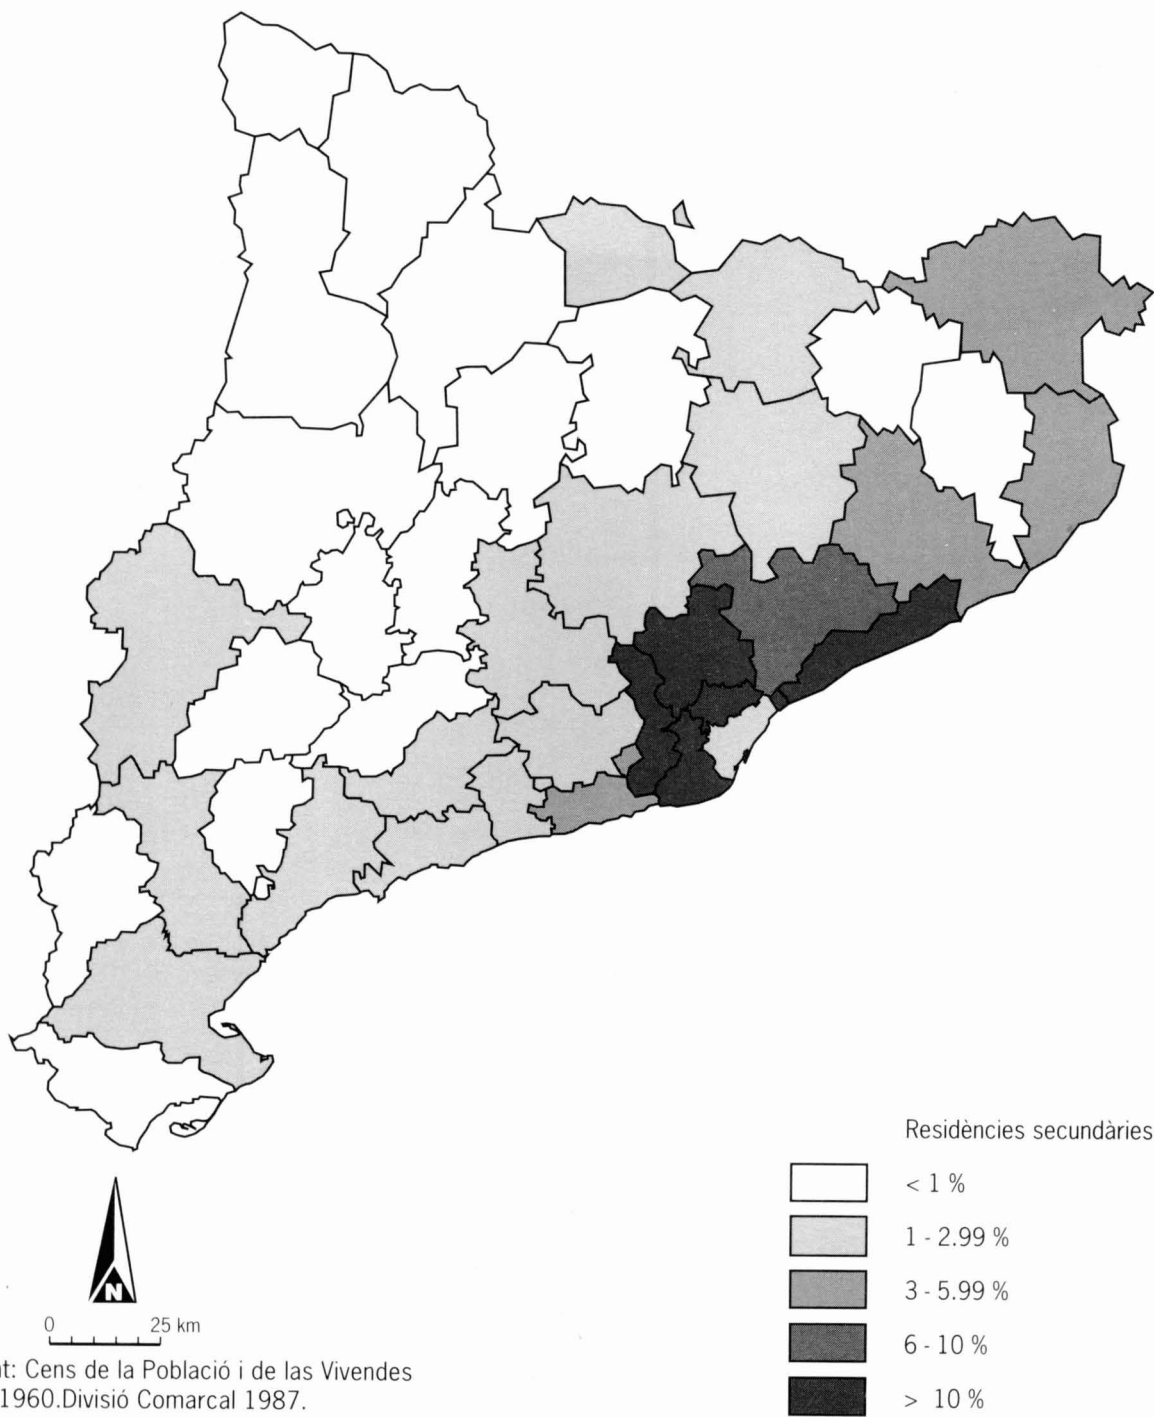 Residències secundàries
< 1 %
1 - 2.99 %
3 - 5.99 %
6 - 10 %
> 10 %
N
0 25 km
t: Cens de la Població i de las Vivendes
1960.Divisió Comarcal 1987.